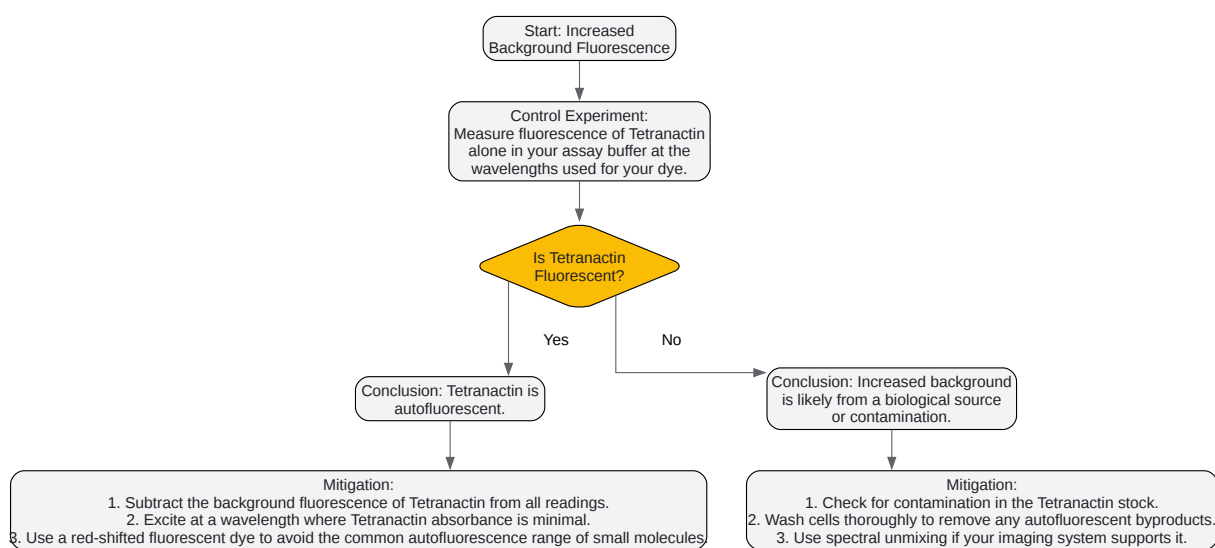 Start: Increased
Background Fluorescence
Control Experiment:
Measure fluorescence of Tetranactin
alone in your assay buffer at the
wavelengths used for your dye.
Is Tetranactin
Fluorescent?
Yes
No
Conclusion: Tetranactin is
autofluorescent.
Conclusion: Increased background
is likely from a biological source
or contamination.
Mitigation:
1. Subtract the background fluorescence of Tetranactin from all readings.
2. Excite at a wavelength where Tetranactin absorbance is minimal.
3. Use a red-shifted fluorescent dye to avoid the common autofluorescence range of small molecules.
Mitigation:
1. Check for contamination in the Tetranactin stock.
2. Wash cells thoroughly to remove any autofluorescent byproducts.
3. Use spectral unmixing if your imaging system supports it.